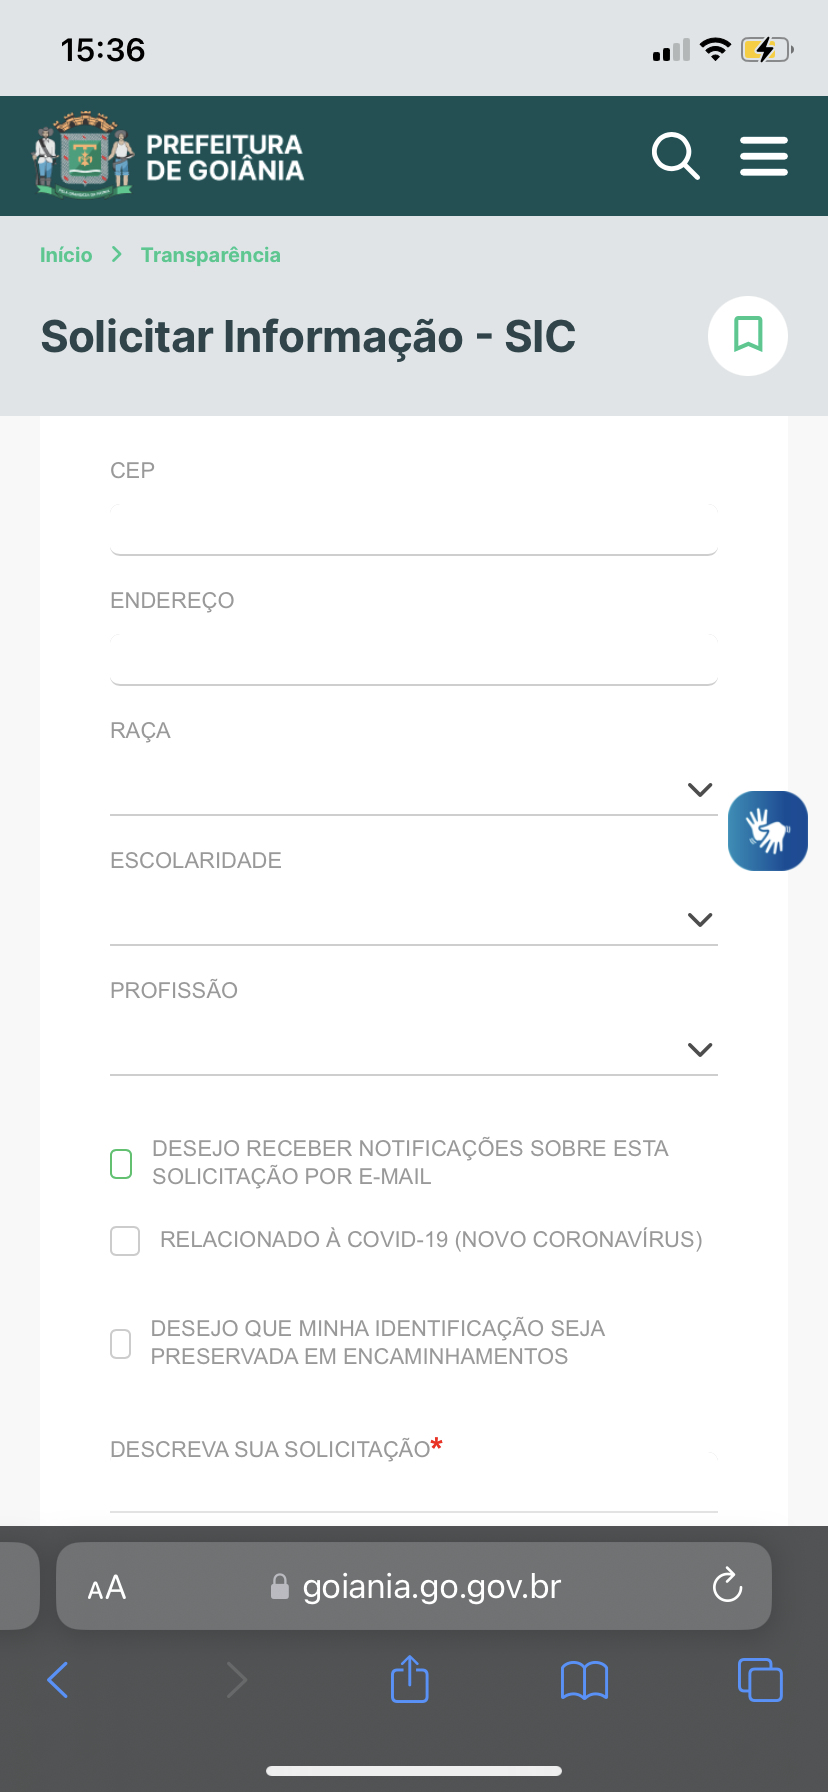 15:36
PREFEITURA
DE GOIÂNIA
Início > Transparência
Solicitar Informação - SIC
CEP
ENDEREÇO
RAÇA
ESCOLARIDADE
PROFISSÃO
DESEJO RECEBER NOTIFICAÇÕES SOBRE ESTA
SOLICITAÇÃO POR E-MAIL
RELACIONADO À COVID-19 (NOVO CORONAVÍRUS)
DESEJO QUE MINHA IDENTIFICAÇÃO SEJA
PRESERVADA EM ENCAMINHAMENTOS
DESCREVA SUA SOLICITAÇÃO*
AA goiania.go.gov.br